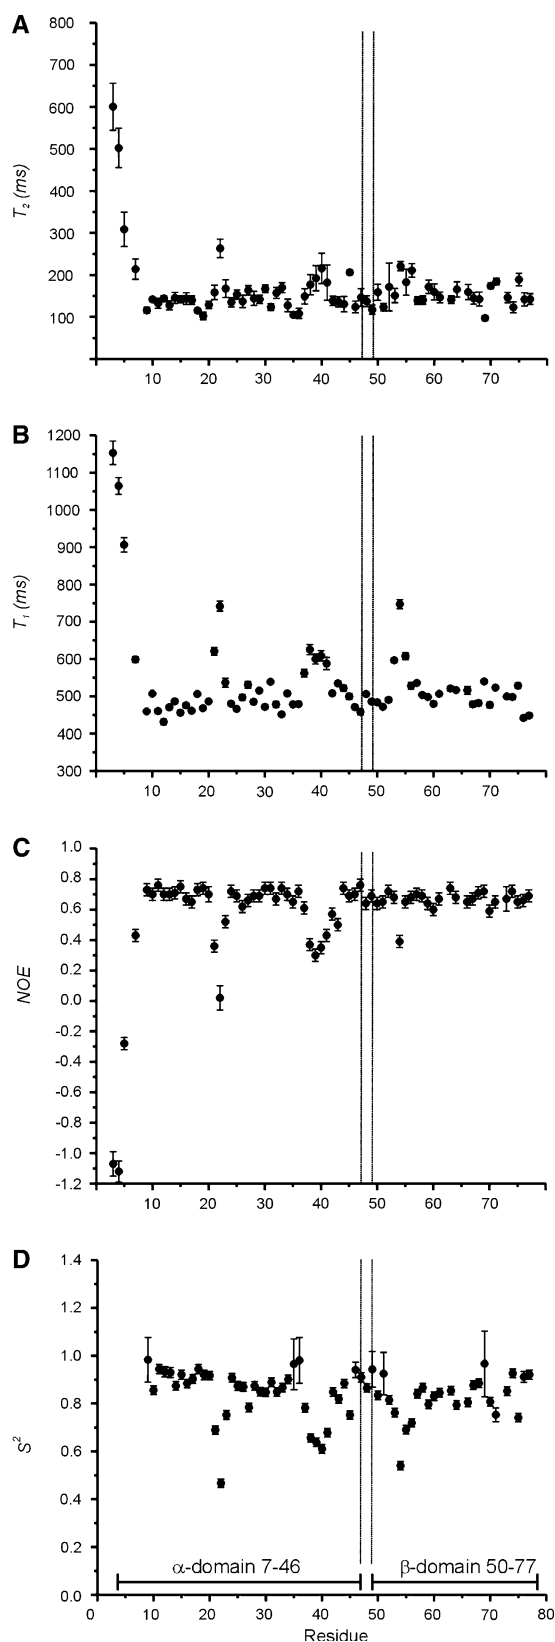 A
800
700
600
500
400
300
200
100
T2 (ms)
10 20 30 40 50 60 70
B
1200
1100
1000
900
800
700
600
500
400
300
T1 (ms)
10 20 30 40 50 60 70
C
1.0
0.8
0.6
0.4
0.2
0.0
-0.2
-0.4
-0.6
-0.8
-1.0
-1.2
NOE
10 20 30 40 50 60 70
D
1.4
1.2
1.0
0.8
0.6
0.4
0.2
0.0
S2
α-domain 7-46 β-domain 50-77
0 10 20 30 40 50 60 70 80
Residue